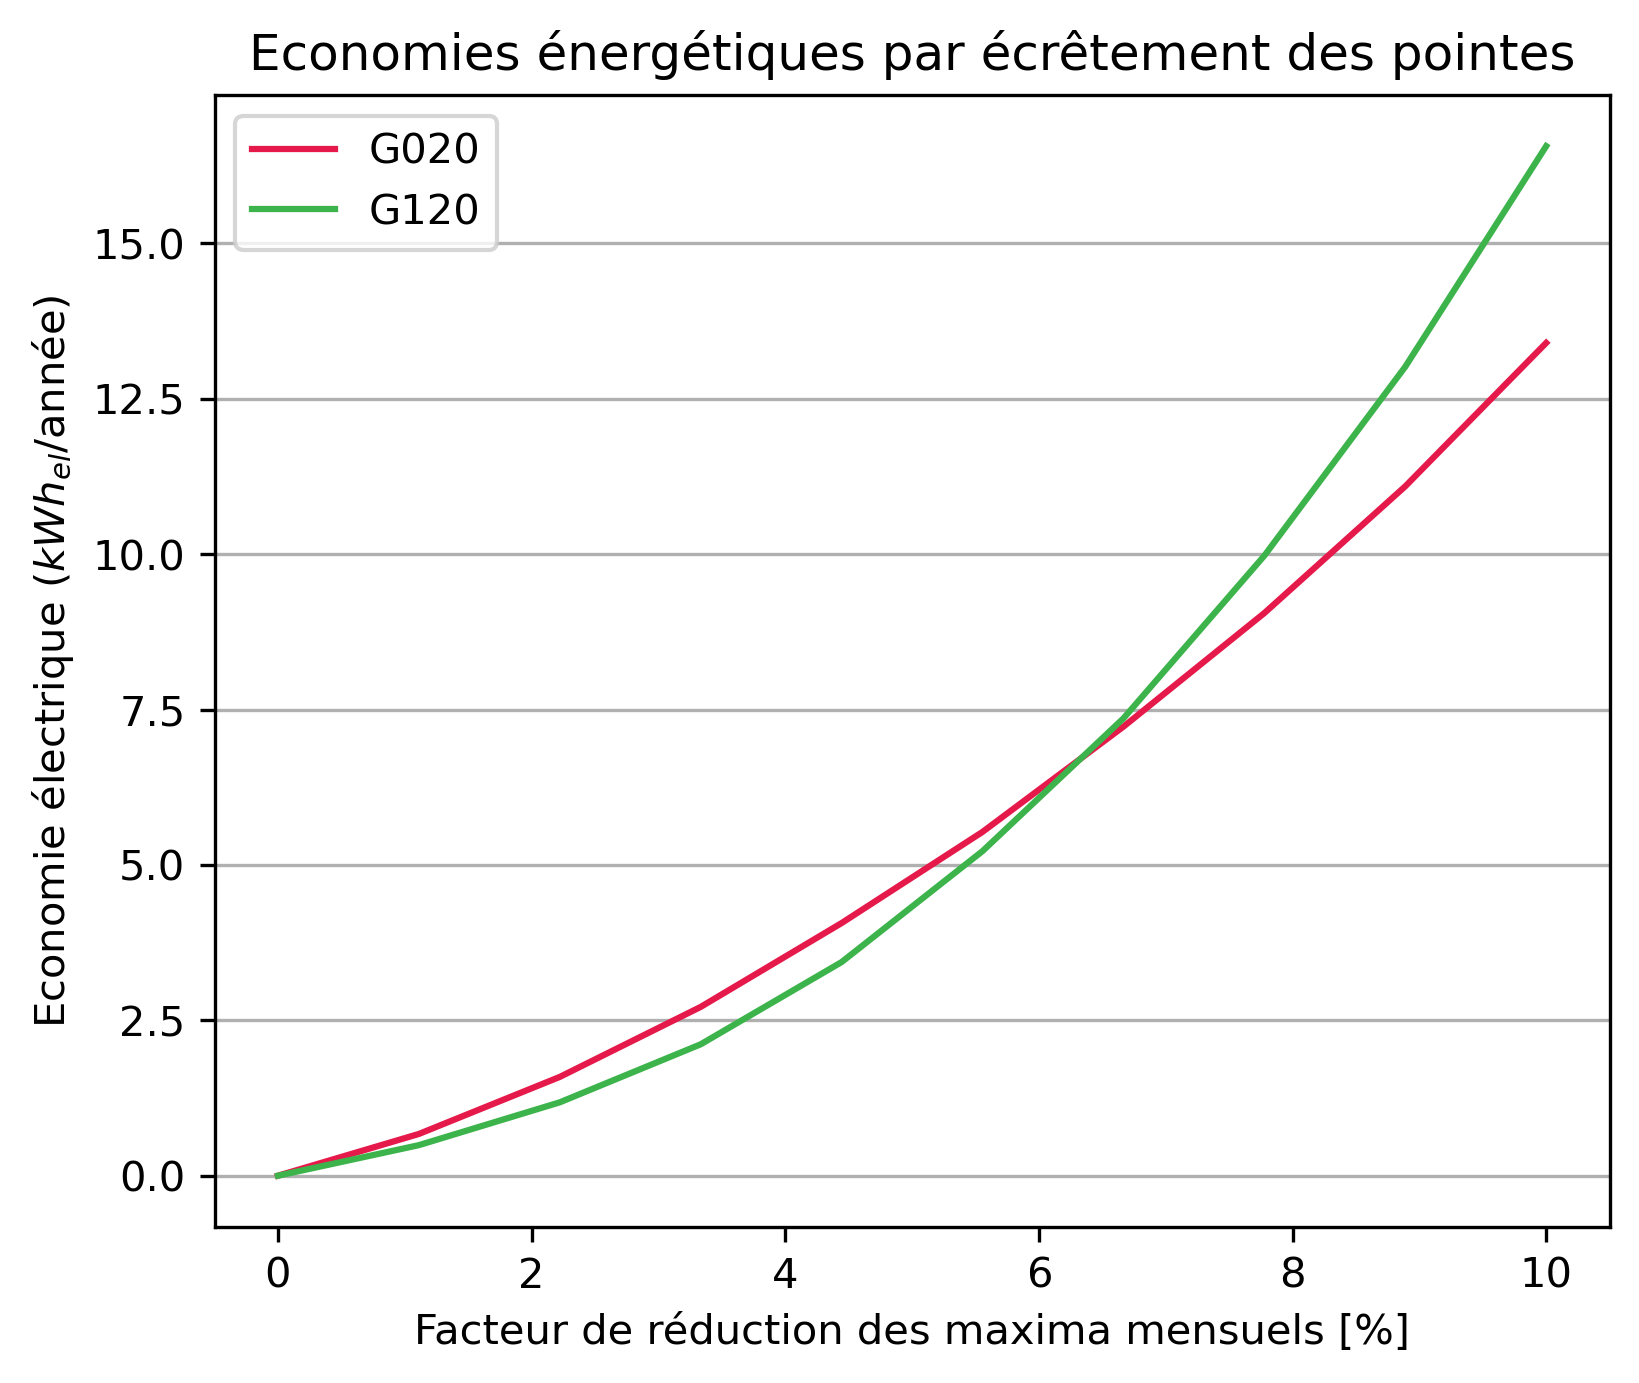 Economies énergétiques par écrêtement des pointes
G020
G120
15.0
12.5
10.0
7.5
5.0
2.5
0.0
Economie électrique (kWh_el/année)
0 2 4 6 8 10
Facteur de réduction des maxima mensuels [%]